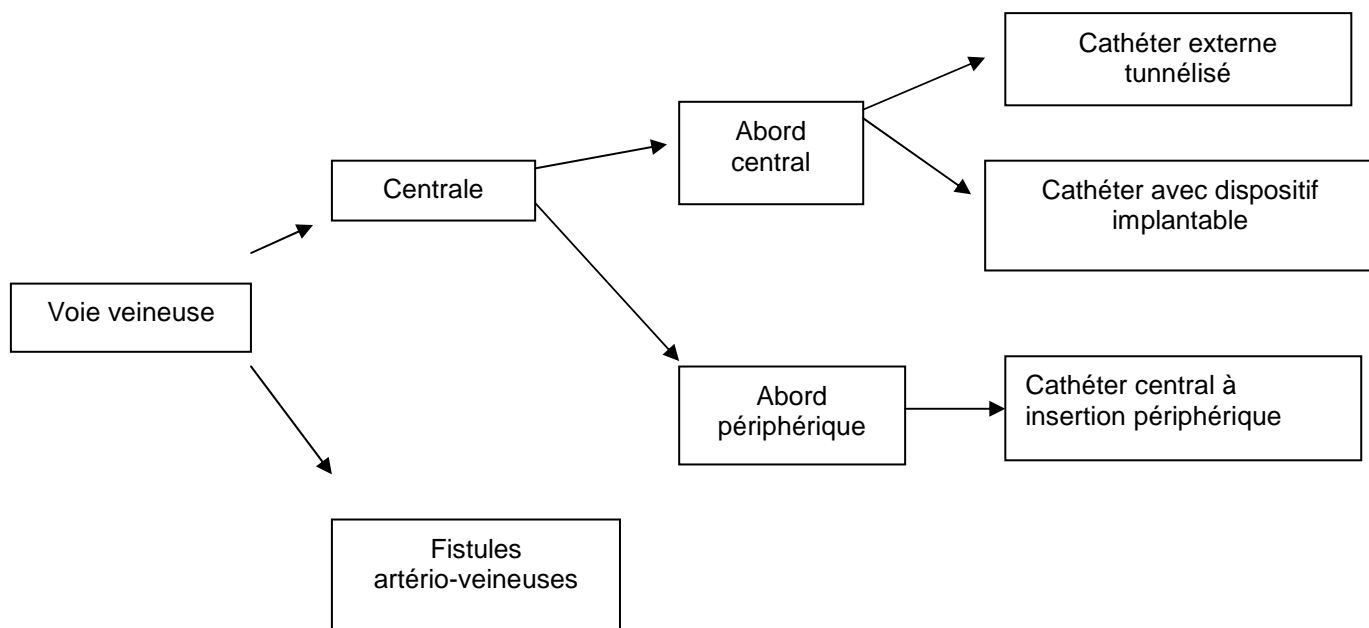 Cathéter externe
tunnélisé
Abord
central
Centrale
Cathéter avec dispositif
implantable
Voie veineuse
Abord
périphérique
Cathéter central à
insertion périphérique
Fistules
artério-veineuses